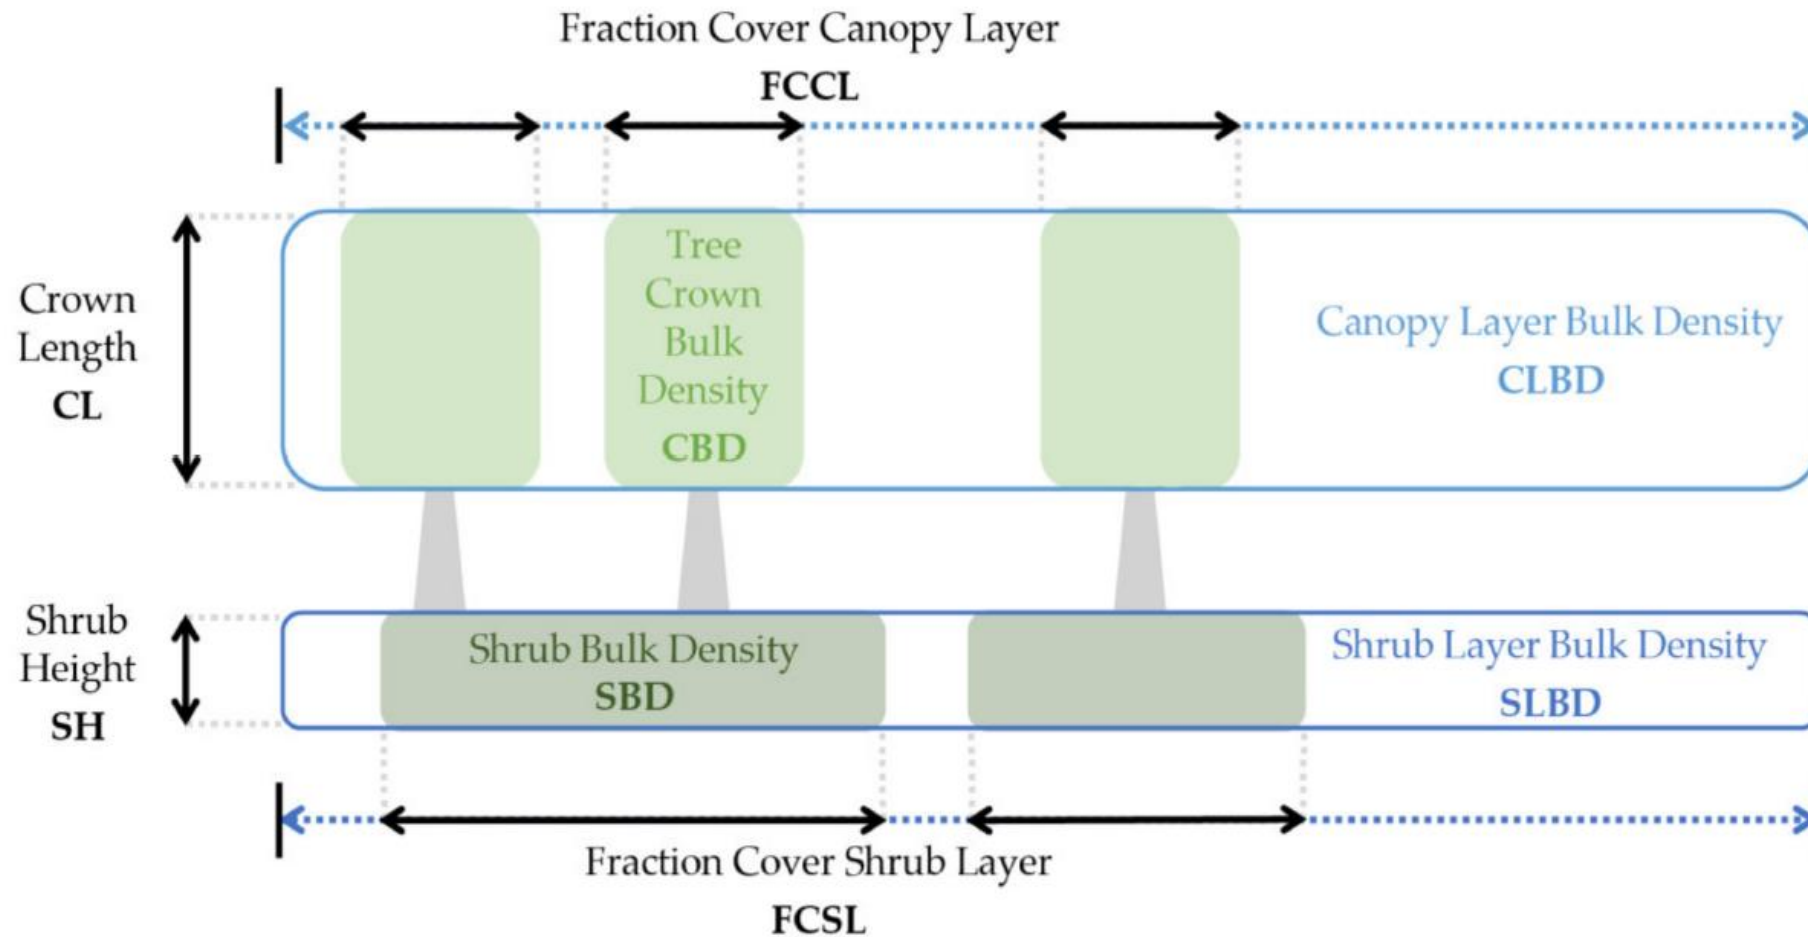 Fraction Cover Canopy Layer
FCCL
Crown
Length
CL
Tree
Crown
Bulk
Density
CBD
Canopy Layer Bulk Density
CLBD
Shrub
Height
SH
Shrub Bulk Density
SBD
Shrub Layer Bulk Density
SLBD
Fraction Cover Shrub Layer
FCSL